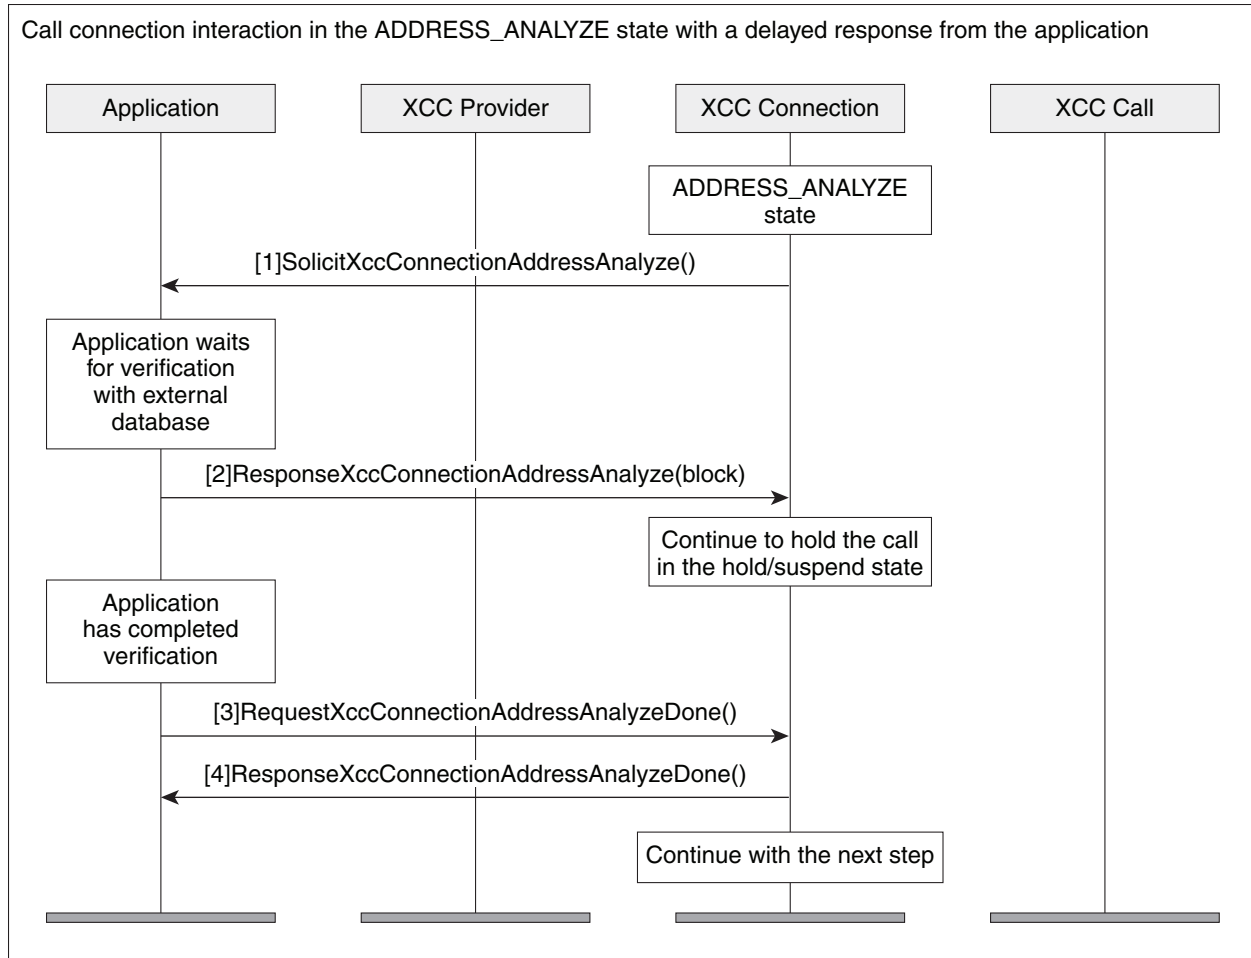 Call connection interaction in the ADDRESS_ANALYZE state with a delayed response from the application
Application
XCC Provider
XCC Connection
XCC Call
ADDRESS_ANALYZE
state
[1]SolicitXccConnectionAddressAnalyze()
Application waits
for verification
with external
database
[2]ResponseXccConnectionAddressAnalyze(block)
Continue to hold the call
in the hold/suspend state
Application
has completed
verification
[3]RequestXccConnectionAddressAnalyzeDone()
[4]ResponseXccConnectionAddressAnalyzeDone()
Continue with the next step